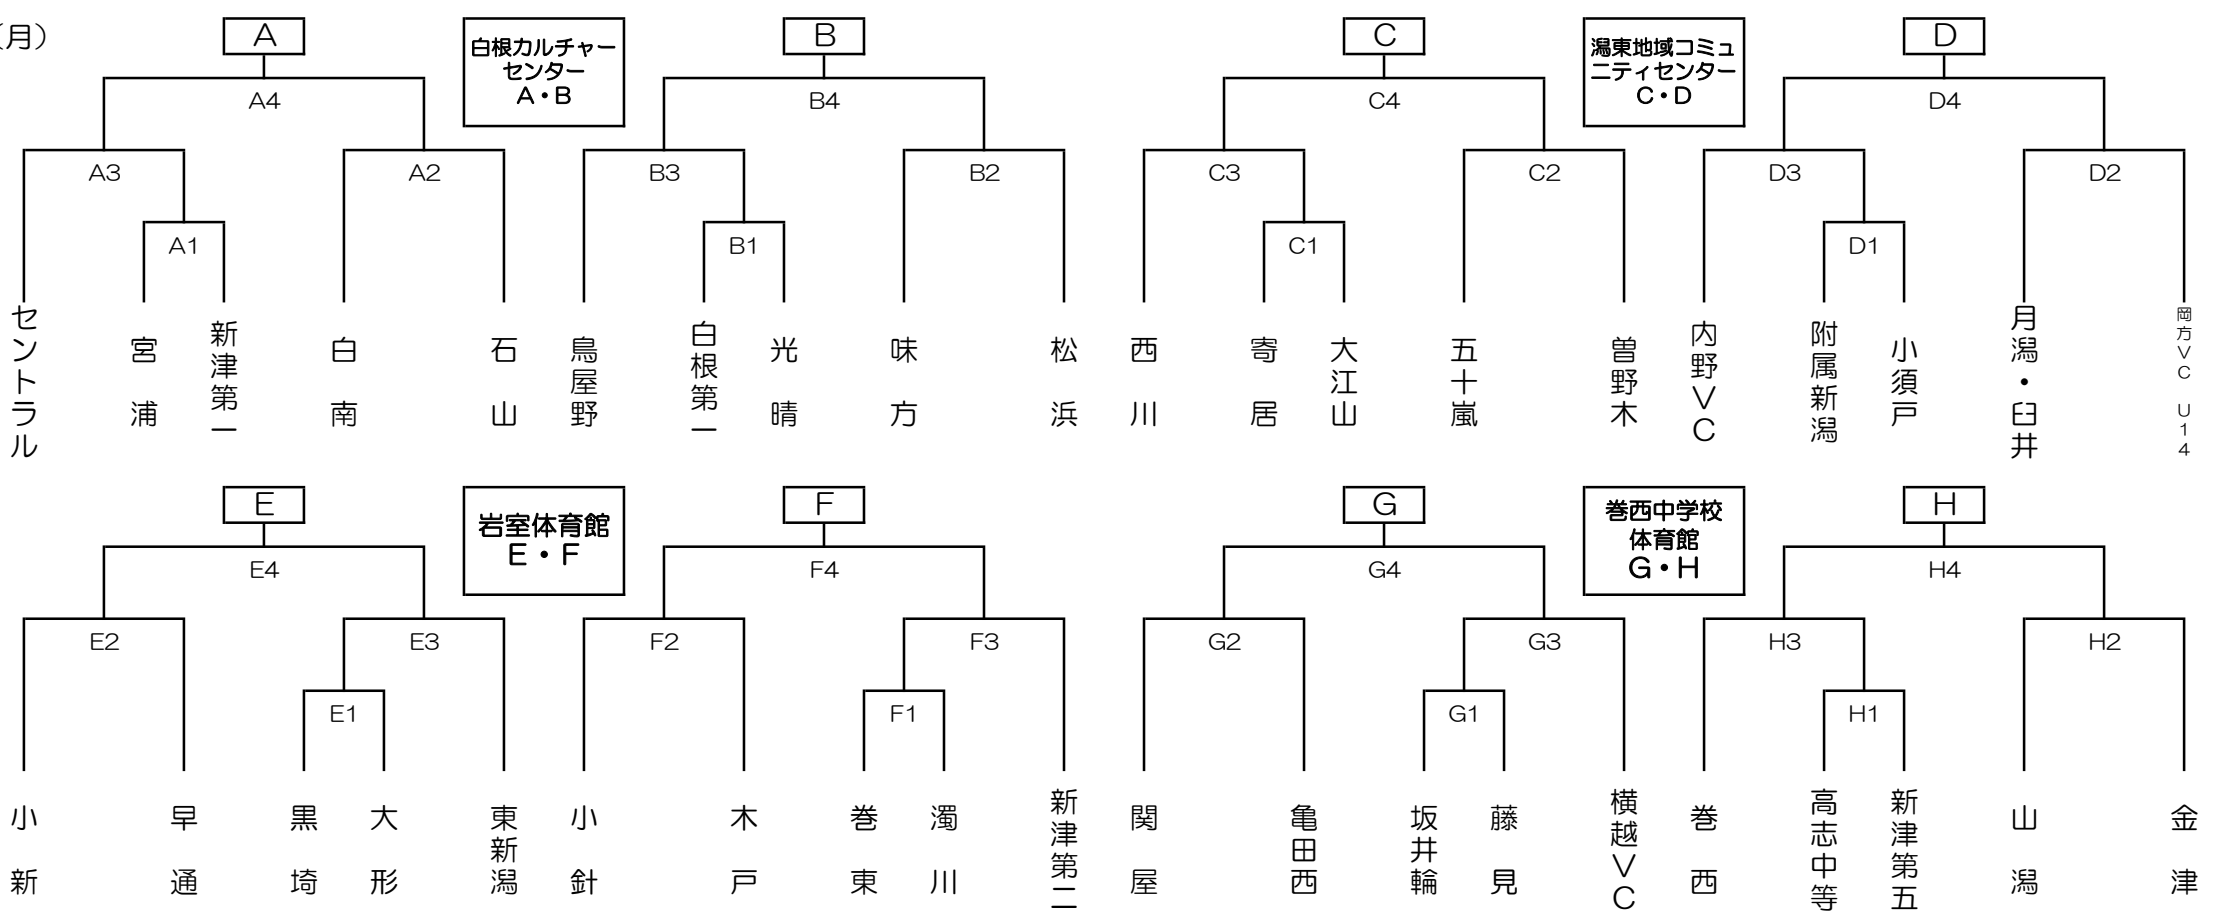 (月)
A
白根カルチャー
センター
A・B
B
C
潟東地域コミュ
ニティセンター
C・D
D
A4
B4
C4
D4
A3
A2
B3
B2
C3
C2
D3
D2
A1
B1
C1
D1
セントラル
宮浦
新津第一
白南
石山
鳥屋野
白根第一
光晴
味方
松浜
西川
寄居
大江山
五十嵐
曽野木
内野VC
附属新潟
小須戸
月潟・臼井
岡方VC U14
E
岩室体育館
E・F
F
G
巻西中学校
体育館
G・H
H
E4
F4
G4
H4
E2
E3
F2
F3
G2
G3
H3
H2
E1
F1
G1
H1
小新
早通
黒埼
大形
東新潟
小針
木戸
巻東
濁川
新津第二
関屋
亀田西
坂井輪
藤見
横越VC
巻西
高志中等
新津第五
山潟
金津